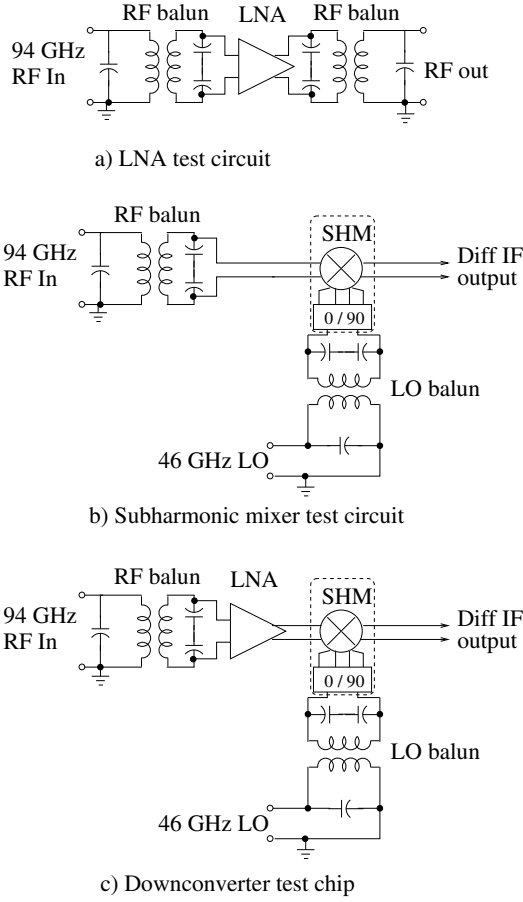 RF balun LNA RF balun
94 GHz
RF In
RF out
a) LNA test circuit
RF balun
SHM
94 GHz
RF In
Diff IF
output
0 / 90
LO balun
46 GHz LO
b) Subharmonic mixer test circuit
RF balun LNA
SHM
94 GHz
RF In
Diff IF
output
0 / 90
LO balun
46 GHz LO
c) Downconverter test chip